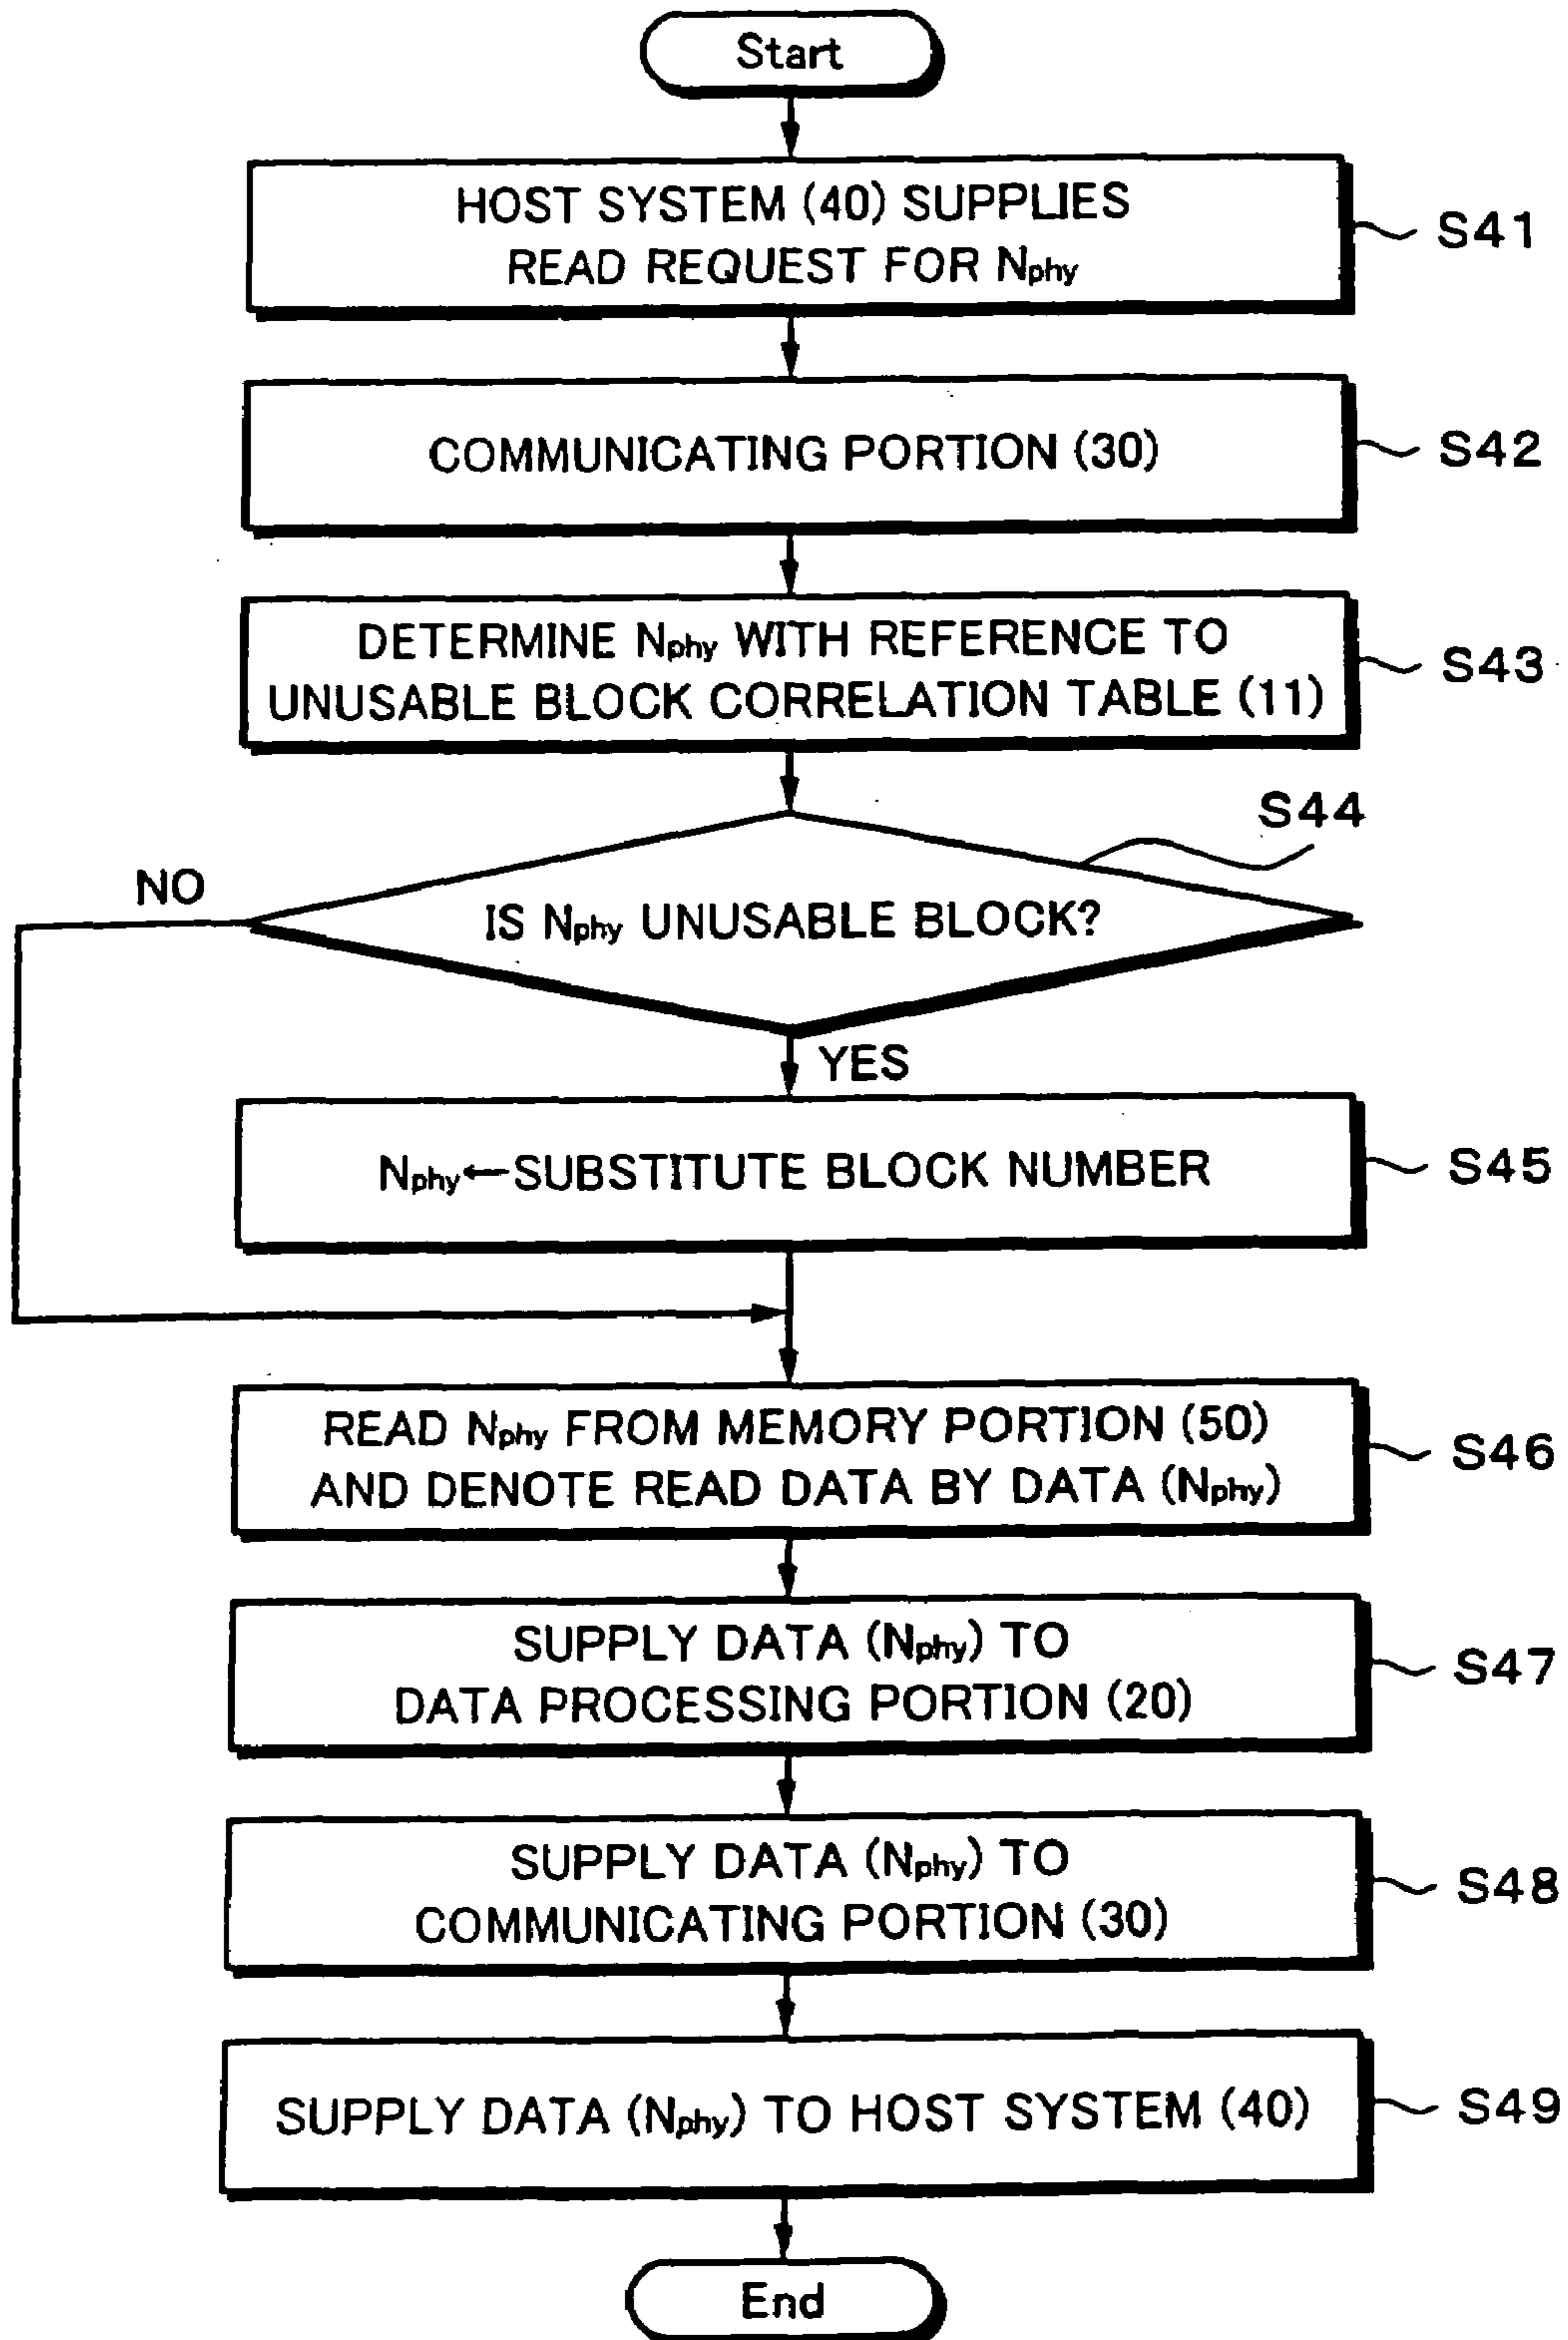 Start
HOST SYSTEM (40) SUPPLIES
READ REQUEST FOR Nphy
S41
COMMUNICATING PORTION (30)
S42
DETERMINE Nphy WITH REFERENCE TO
UNUSABLE BLOCK CORRELATION TABLE (11)
S43
S44
NO
IS Nphy UNUSABLE BLOCK?
YES
Nphy←SUBSTITUTE BLOCK NUMBER
S45
READ Nphy FROM MEMORY PORTION (50)
AND DENOTE READ DATA BY DATA (Nphy)
S46
SUPPLY DATA (Nphy) TO
DATA PROCESSING PORTION (20)
S47
SUPPLY DATA (Nphy) TO
COMMUNICATING PORTION (30)
S48
SUPPLY DATA (Nphy) TO HOST SYSTEM (40)
S49
End